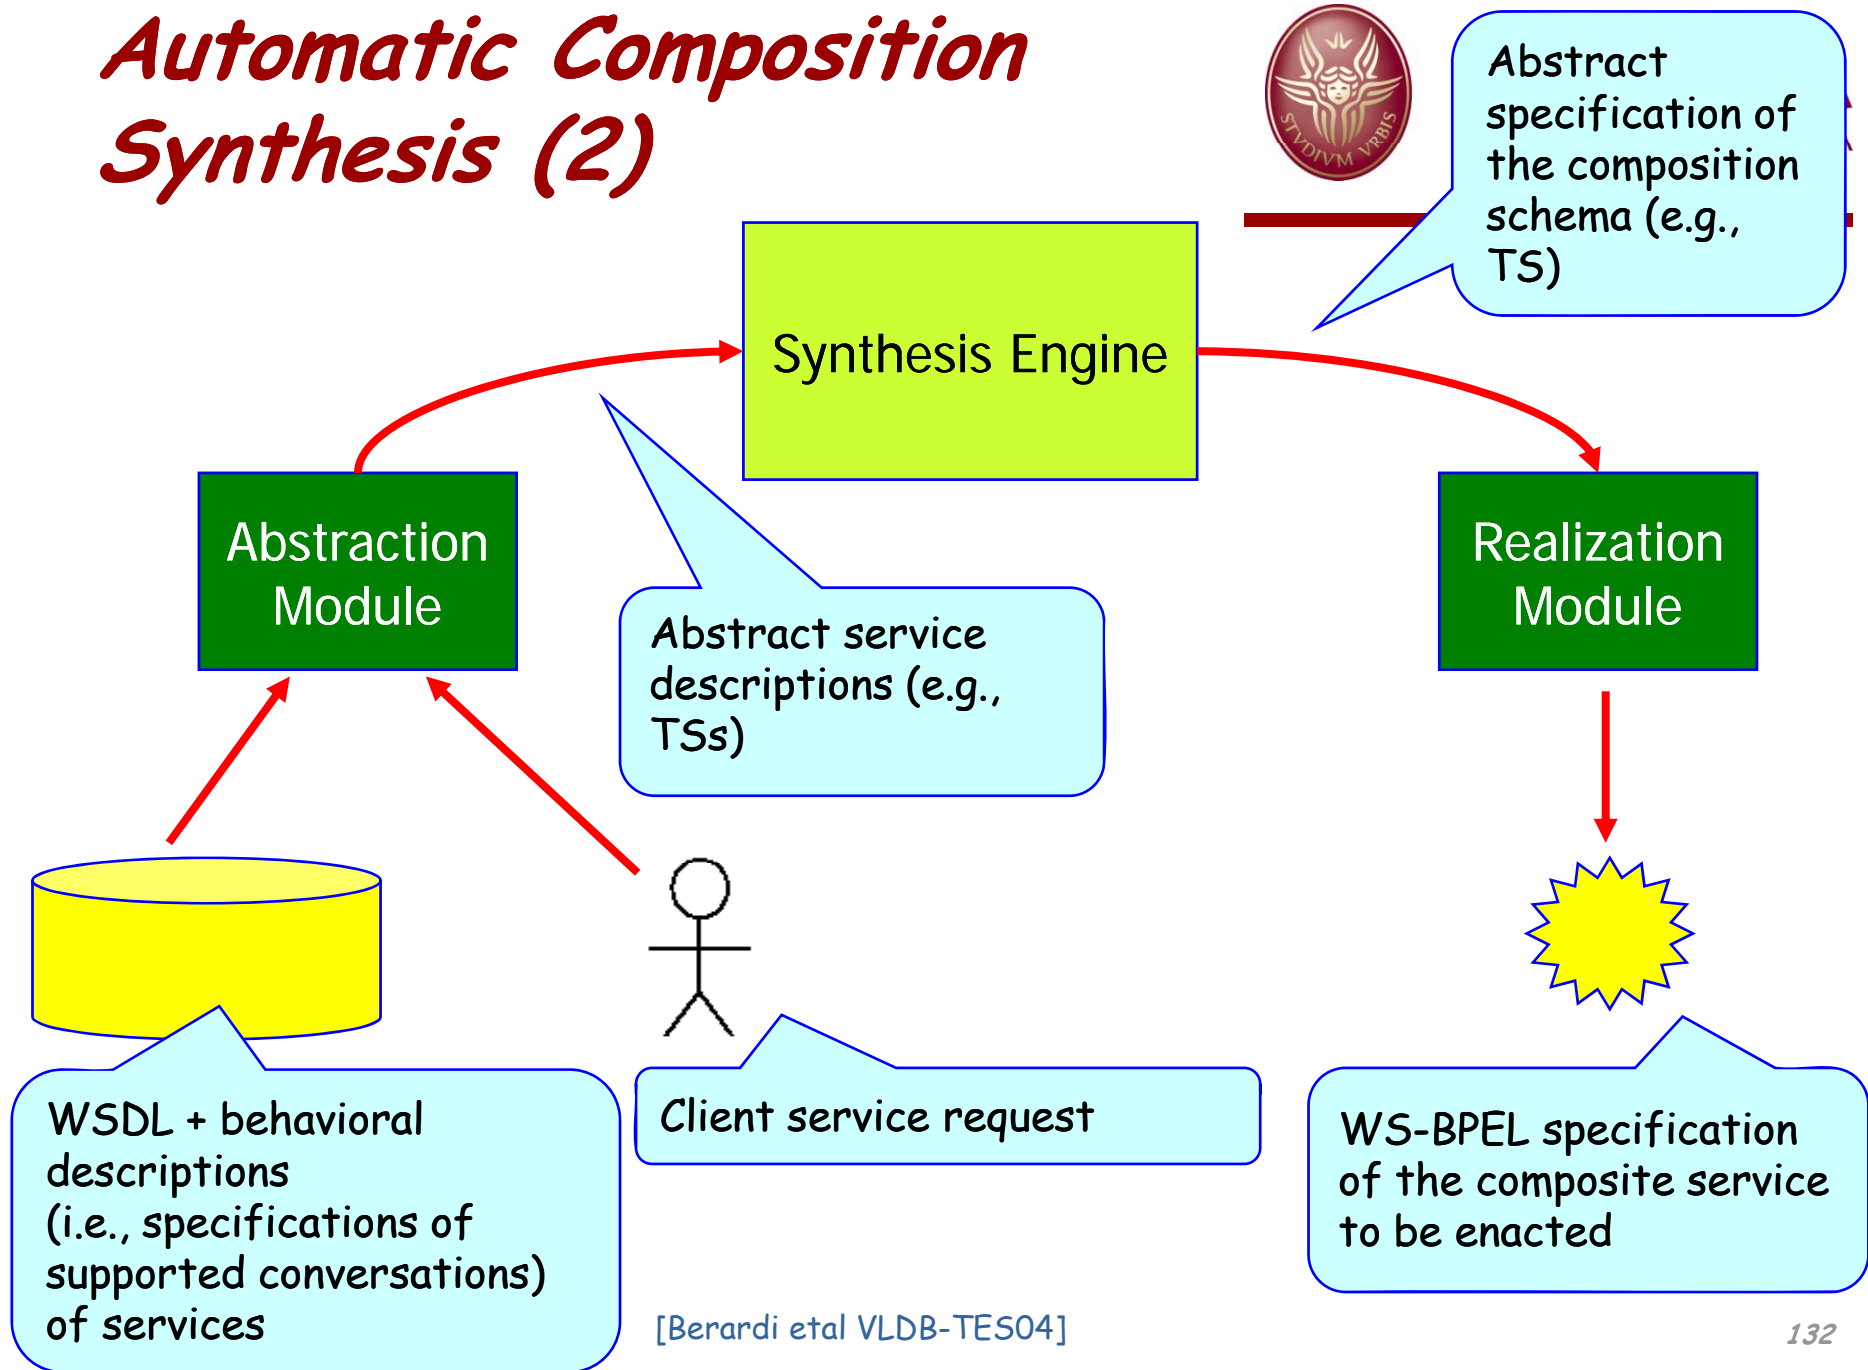 Automatic Composition
Synthesis (2)
STVDIVM VRBIS
Abstract
specification of
the composition
schema (e.g.,
TS)
Synthesis Engine
Abstraction
Module
Realization
Module
Abstract service
descriptions (e.g.,
TSs)
WSDL + behavioral
descriptions
(i.e., specifications of
supported conversations)
of services
Client service request
WS-BPEL specification
of the composite service
to be enacted
[Berardi etal VLDB-TES04]
132